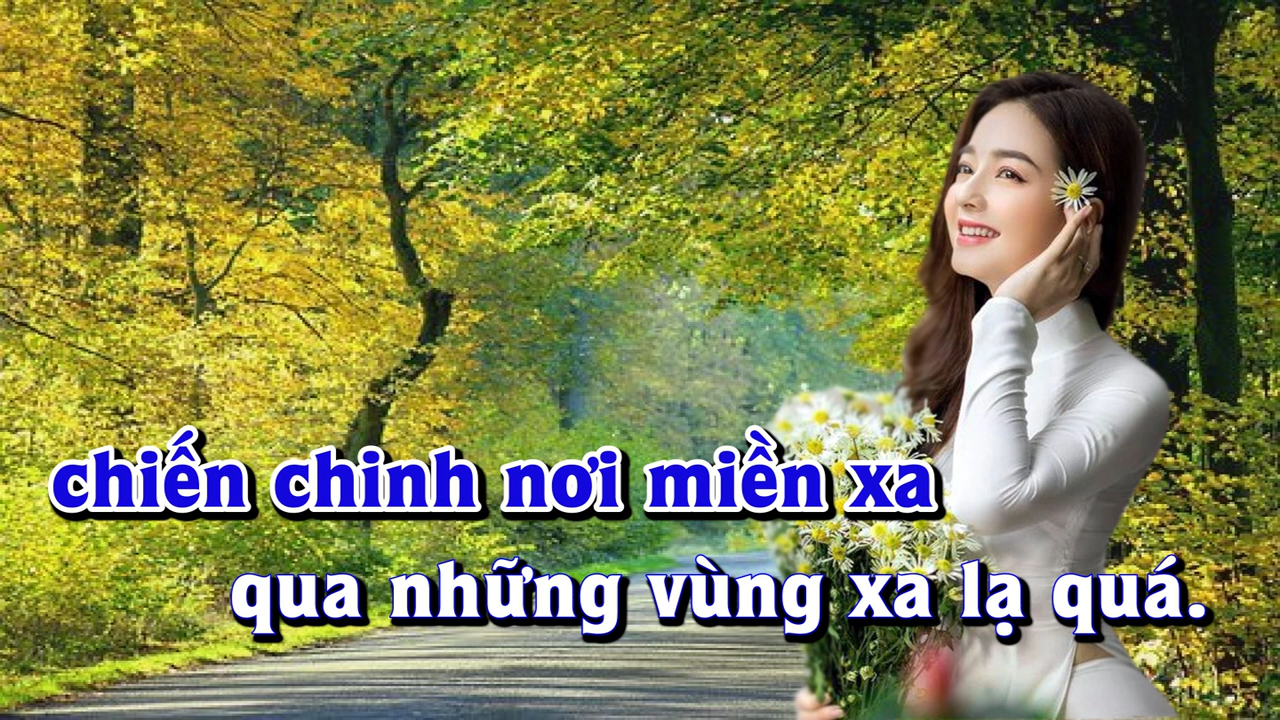 chiến chinh nơi miền xa
qua những vùng xa lạ quá.